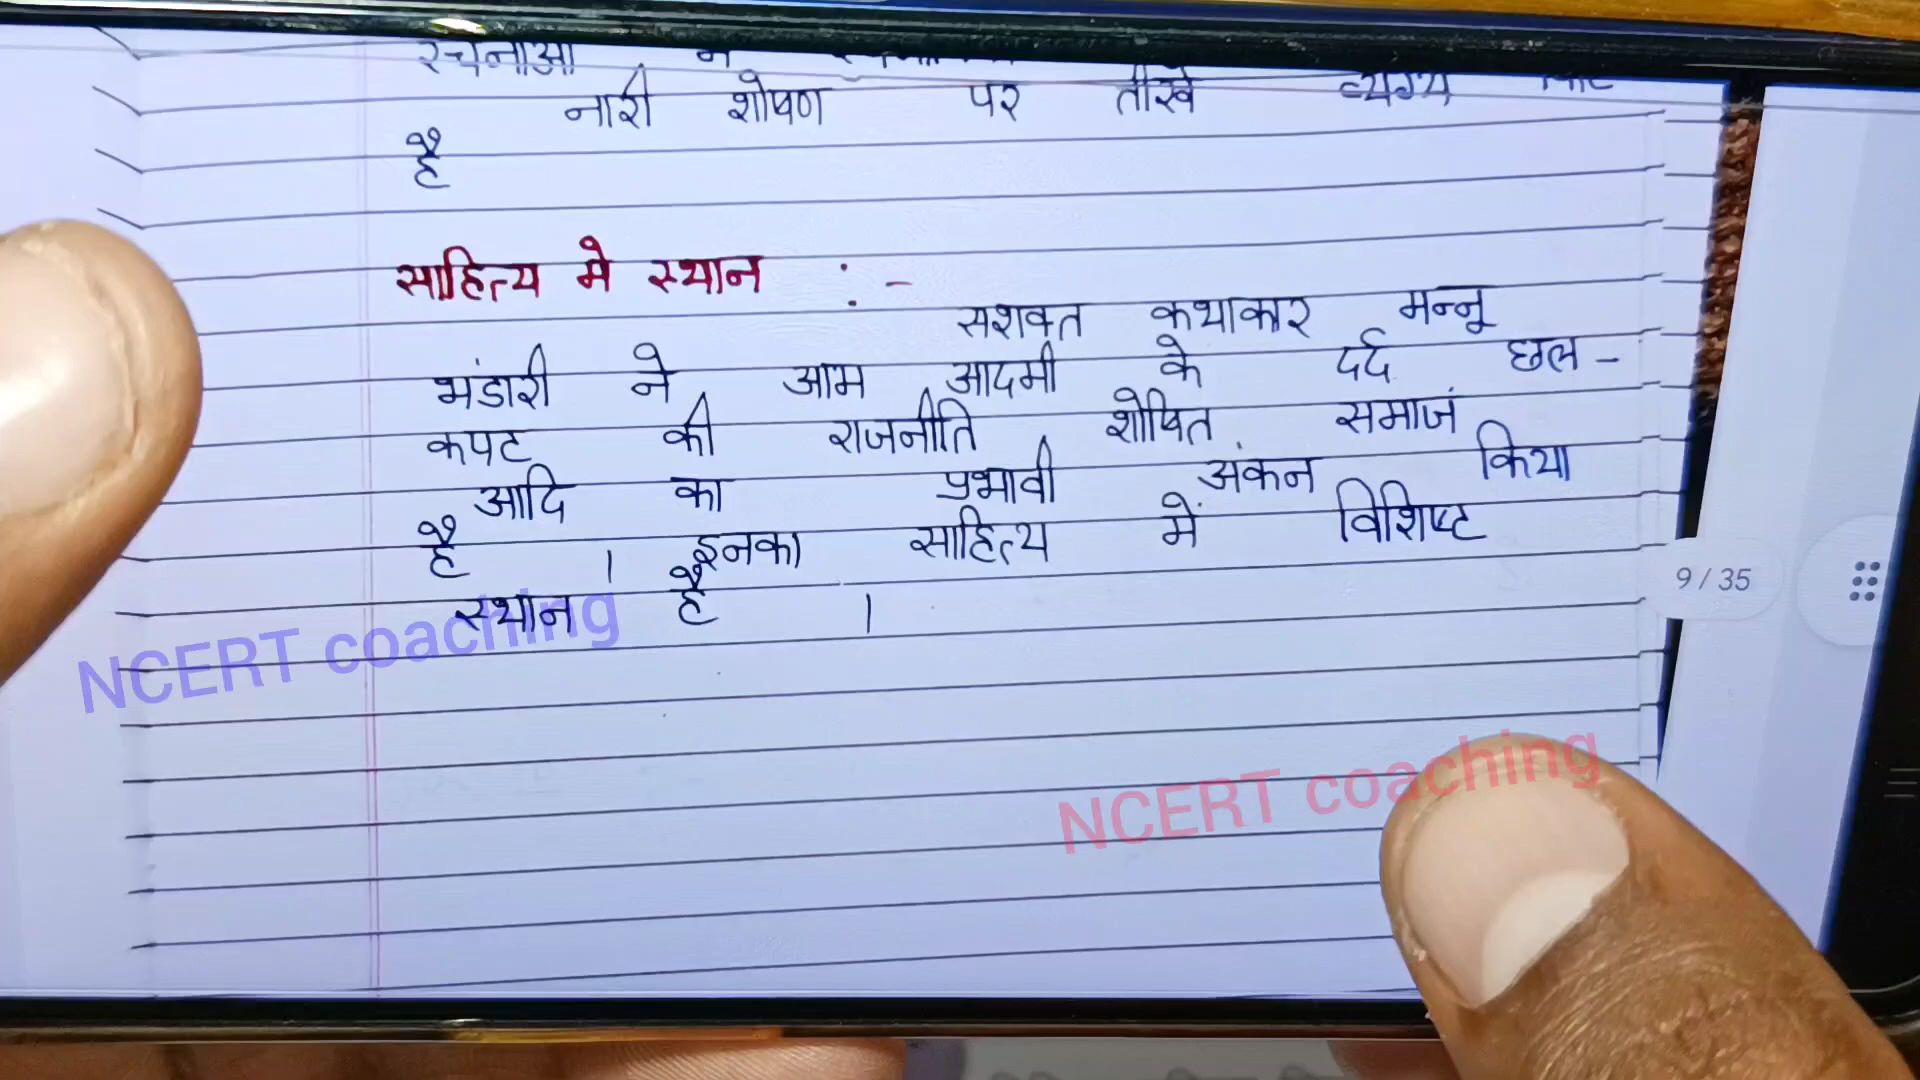 रचनाओं
नारी शोषण पर तीखे व्यंग्य
है
साहित्य मे स्थान :-
सशक्त कथाकार मन्नू
भंडारी ने आम आदमी के दर्द छल -
कपट की राजनीति शोषित समाज
आदि का प्रभावी अंकन किया
है । इनका साहित्य में विशिष्ट
स्थान है ।
9 / 35
NCERT coaching
NCERT coaching